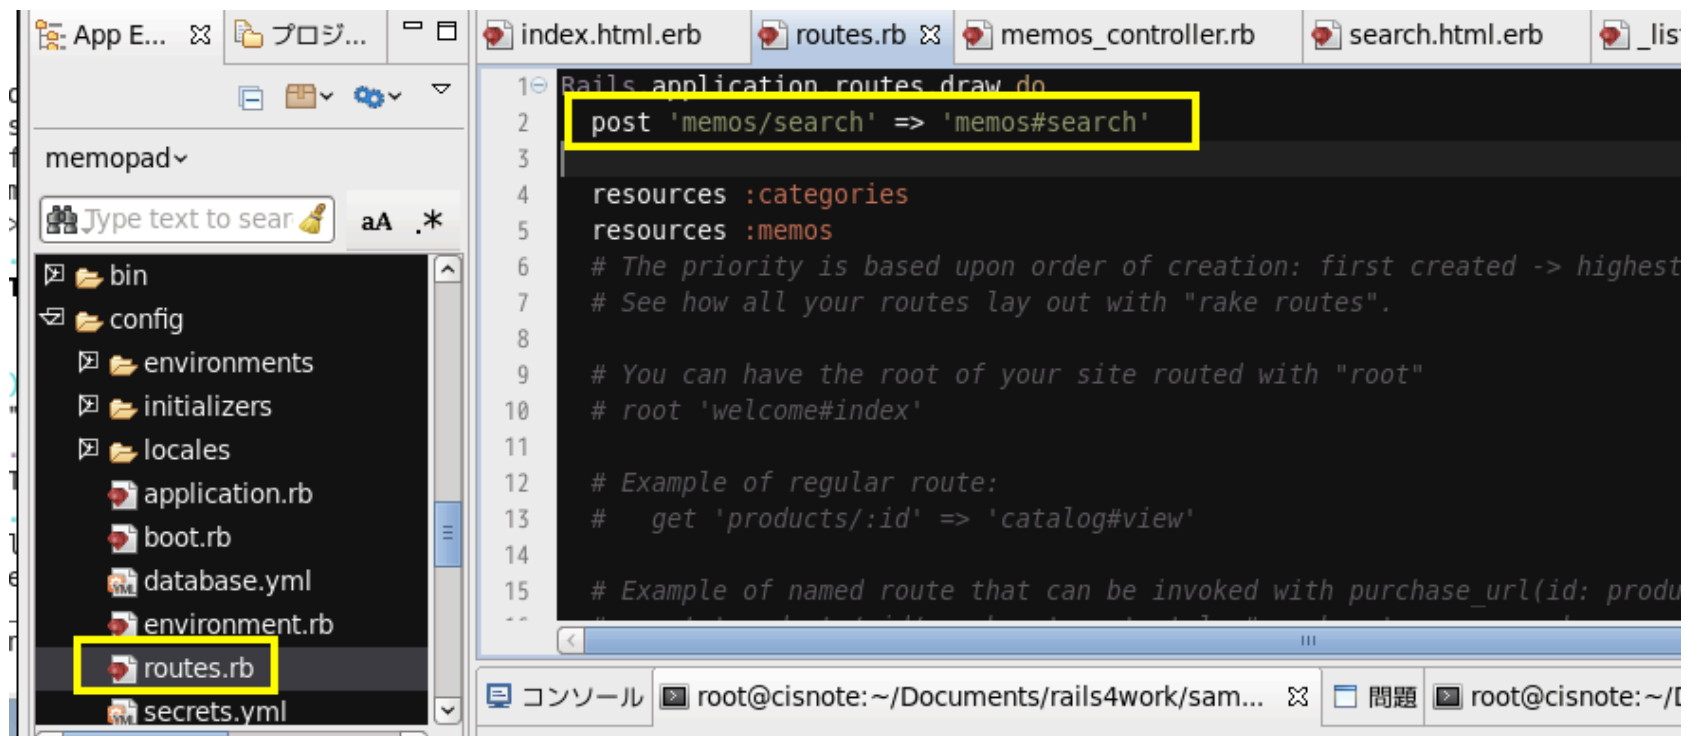 App E...
プロジ...
memopad
Type text to sear
aA .*
bin
config
environments
initializers
locales
application.rb
boot.rb
database.yml
environment.rb
routes.rb
secrets.yml
index.html.erb
routes.rb
memos_controller.rb
search.html.erb
_lis
1 Rails.application.routes.draw do
2 post 'memos/search' => 'memos#search'
3
4 resources :categories
5 resources :memos
6 # The priority is based upon order of creation: first created -> highest
7 # See how all your routes lay out with "rake routes".
8
9 # You can have the root of your site routed with "root"
10 # root 'welcome#index'
11
12 # Example of regular route:
13 #   get 'products/:id' => 'catalog#view'
14
15 # Example of named route that can be invoked with purchase_url(id: produ
コンソール
root@cisnote:~/Documents/rails4work/sam...
問題
root@cisnote:~/D